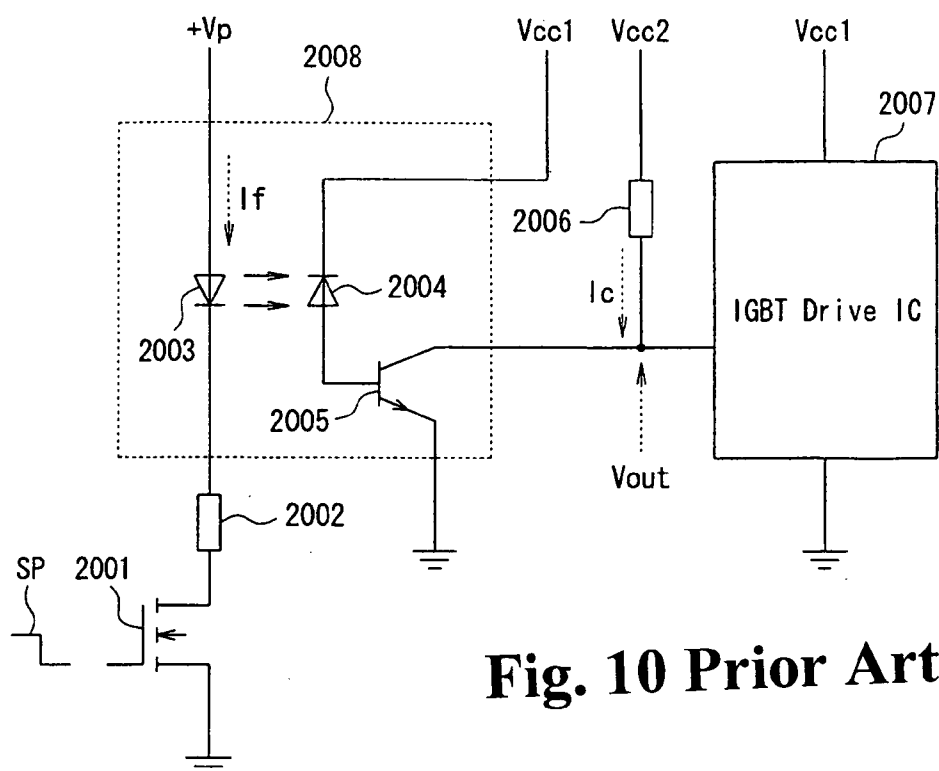 +Vp
2008
Vcc1
Vcc2
Vcc1
2007
If
2006
2004
Ic
IGBT Drive IC
2003
2005
Vout
2002
SP
2001
Fig. 10 Prior Art